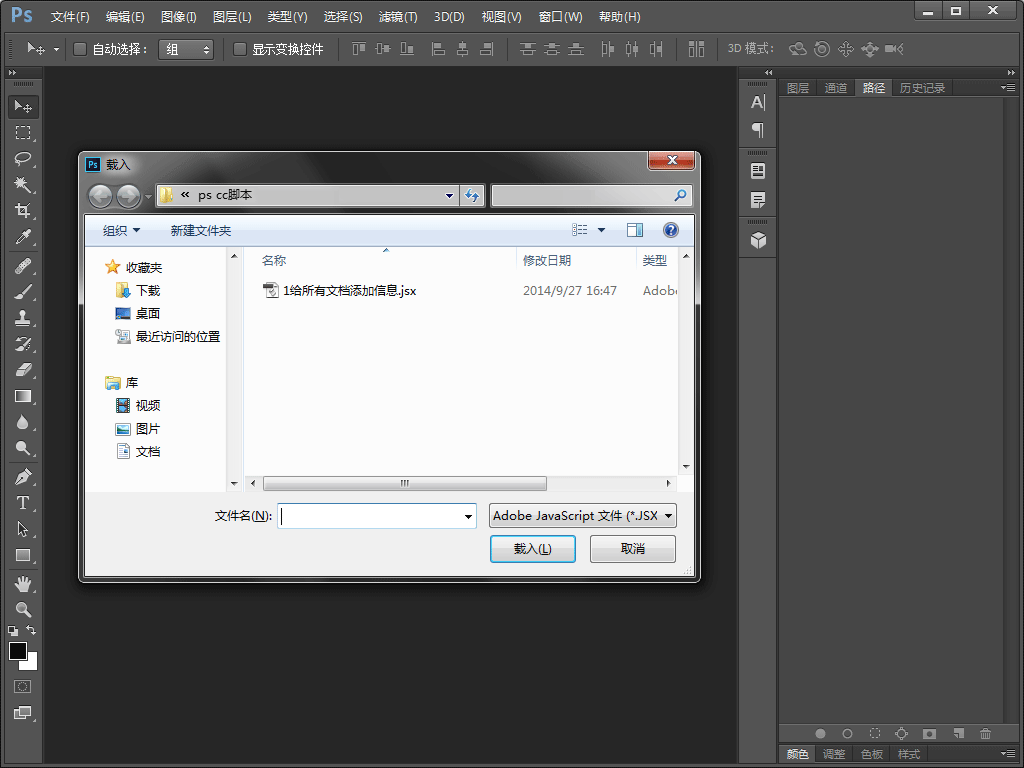 Ps 文件(F) 编辑(E) 图像(I) 图层(L) 类型(Y) 选择(S) 滤镜(T) 3D(D) 视图(V) 窗口(W) 帮助(H)
自动选择： 组 显示变换控件 3D 模式：
图层 通道 路径 历史记录
A
Ps 载入
« ps cc脚本
组织 新建文件夹
名称 修改日期 类型
收藏夹
下载
桌面
最近访问的位置
库
视频
图片
文档
1给所有文档添加信息.jsx 2014/9/27 16:47 Adob
文件名(N): Adobe JavaScript 文件 (*.JSX
载入(L) 取消
T
颜色 调整 色板 样式